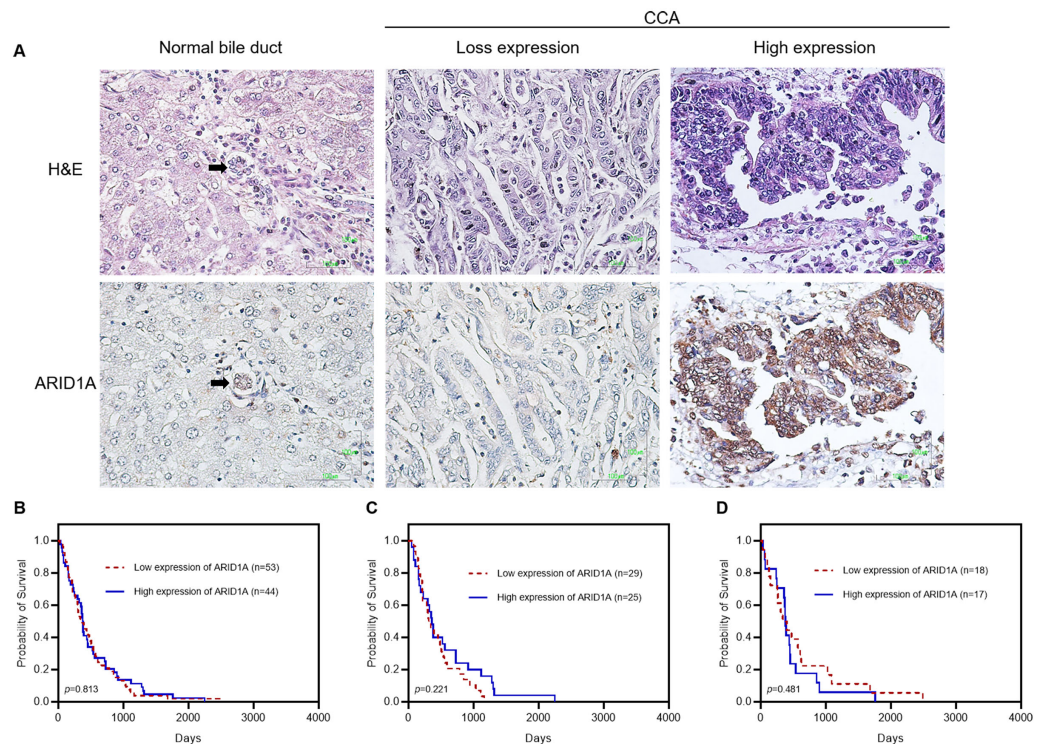 CCA
A
Normal bile duct
Loss expression
High expression
H&E
ARID1A
B
Probability of Survival
1.0
0.8
0.6
0.4
0.2
0.0
Low expression of ARID1A (n=53)
High expression of ARID1A (n=44)
p=0.813
0
1000
2000
3000
4000
Days
C
Probability of Survival
1.0
0.8
0.6
0.4
0.2
0.0
Low expression of ARID1A (n=29)
High expression of ARID1A (n=25)
p=0.221
0
1000
2000
3000
4000
Days
D
Probability of Survival
1.0
0.8
0.6
0.4
0.2
0.0
Low expression of ARID1A (n=18)
High expression of ARID1A (n=17)
p=0.481
0
1000
2000
3000
4000
Days